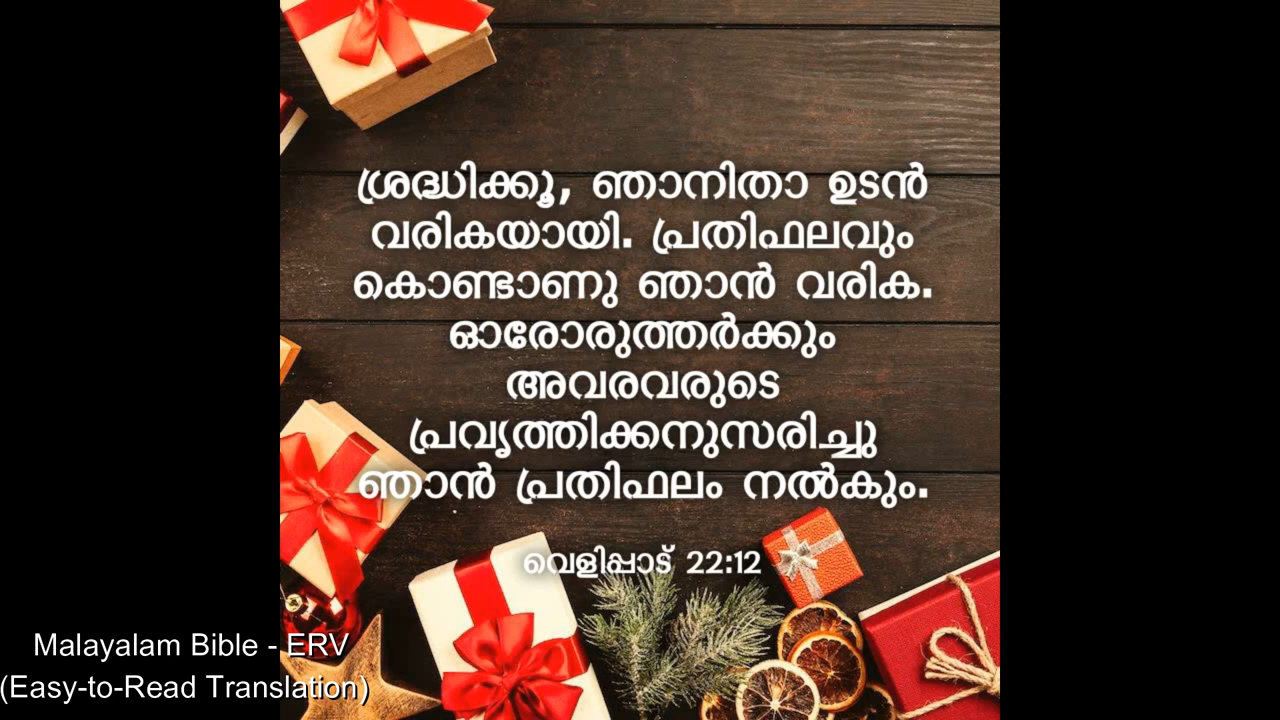 ശ്രദ്ധിക്കൂ, ഞാനിതാ ഉടൻ
വരികയായി. പ്രതിഫലവും
കൊണ്ടാണു ഞാൻ വരിക.
ഓരോരുത്തർക്കും
അവരവരുടെ
പ്രവൃത്തിക്കനുസരിച്ചു
ഞാൻ പ്രതിഫലം നൽകും.
വെളിപ്പാട് 22:12
Malayalam Bible - ERV
(Easy-to-Read Translation)